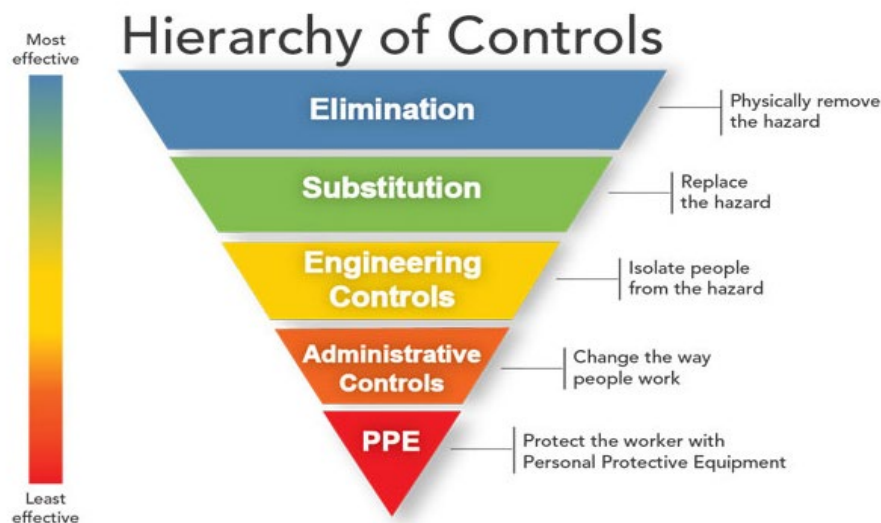 Hierarchy of Controls
Most
effective
Elimination
Physically remove
the hazard
Substitution
Replace
the hazard
Engineering
Controls
Isolate people
from the hazard
Administrative
Controls
Change the way
people work
PPE
Protect the worker with
Personal Protective Equipment
Least
effective